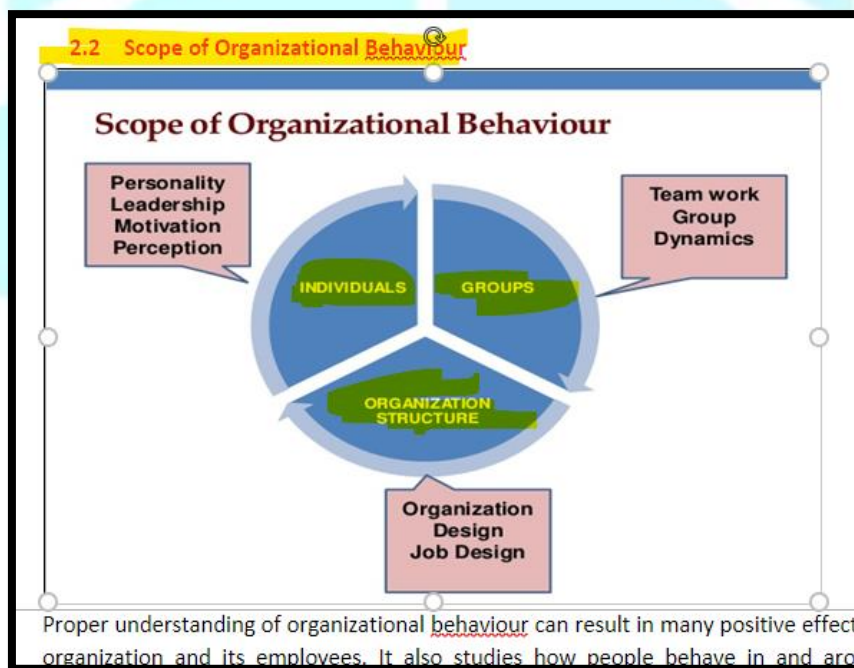 2.2 Scope of Organizational Behaviour
Scope of Organizational Behaviour
Personality
Leadership
Motivation
Perception
Team work
Group
Dynamics
INDIVIDUALS
GROUPS
ORGANIZATION
STRUCTURE
Organization
Design
Job Design
Proper understanding of organizational behaviour can result in many positive effect
organization and its employees. It also studies how people behave in and